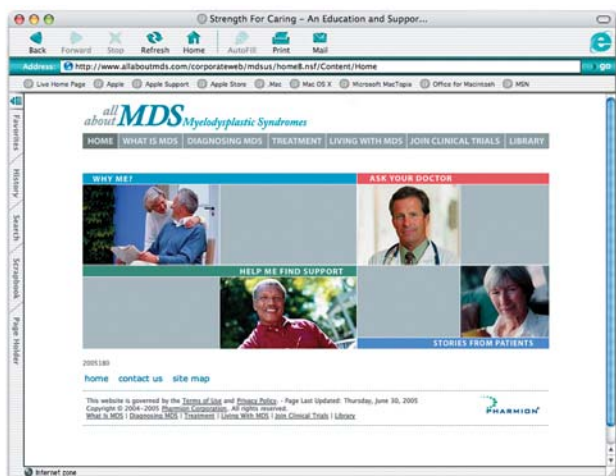 Strength For Caring – An Education and Suppor...
Back Forward Stop Refresh Home AutoFill Print Mail
Address: http://www.allaboutmds.com/corporateweb/mdsus/home8.nsf/Content/Home go
Live Home Page Apple Apple Support Apple Store .Mac Mac OS X Microsoft MacTopia Office for Macintosh MSN
Favorites
History
Search
Scrapbook
Page Holder
all about MDS Myelodysplastic Syndromes
HOME WHAT IS MDS DIAGNOSING MDS TREATMENT LIVING WITH MDS JOIN CLINICAL TRIALS LIBRARY
WHY ME? ASK YOUR DOCTOR
HELP ME FIND SUPPORT
STORIES FROM PATIENTS
2005180
home contact us site map
This website is governed by the Terms of Use and Privacy Policy. - Page Last Updated: Thursday, June 30, 2005
Copyright © 2004-2005 Pharmion Corporation. All rights reserved.
What Is MDS | Diagnosing MDS | Treatment | Living With MDS | Join Clinical Trials | Library
PHARMION
Internet zone